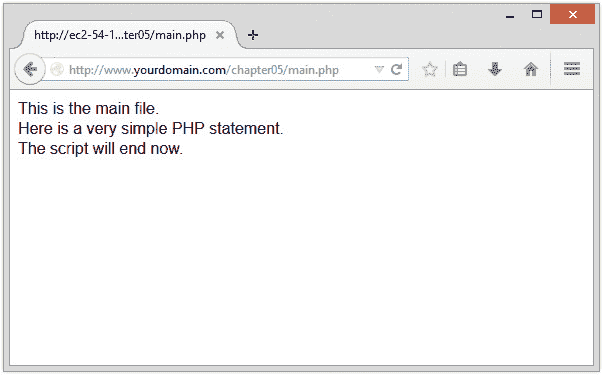 http://ec2-54-1...ter05/main.php
http://www.yourdomain.com/chapter05/main.php
This is the main file.
Here is a very simple PHP statement.
The script will end now.